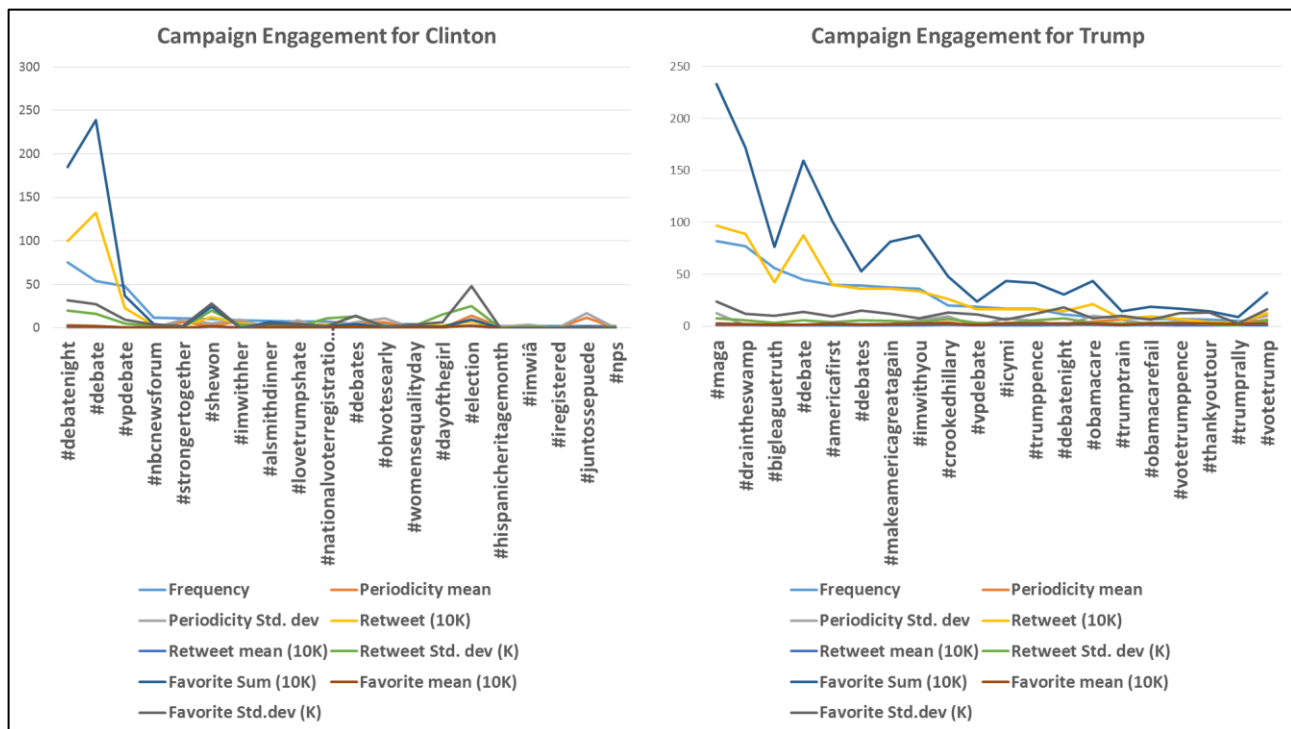 Campaign Engagement for Clinton
300
250
200
150
100
50
0
#debatenight
#debate
#vpdebate
#nbcnewsforum
#strongertogether
#shewon
#imwithher
#alsmithdinner
#lovetrumpshate
#nationalvoterregistratio...
#debates
#ohvotesearly
#womensequalityday
#dayofthegirl
#election
#hispanicheritagemonth
#imwiâ
#iregistered
#juntossepuede
#nps
Frequency
Periodicity mean
Periodicity Std. dev
Retweet (10K)
Retweet mean (10K)
Retweet Std. dev (K)
Favorite Sum (10K)
Favorite mean (10K)
Favorite Std.dev (K)
Campaign Engagement for Trump
250
200
150
100
50
0
#maga
#draintheswamp
#bigleaguetruth
#debate
#americafirst
#debates
#makeamericagreatagain
#imwithyou
#crookedhillary
#vpdebate
#icymi
#trumppence
#debatenight
#obamacare
#trumptrain
#obamacarefail
#votetrumppence
#thankyoutour
#trumprally
#votetrump
Frequency
Periodicity mean
Periodicity Std. dev
Retweet (10K)
Retweet mean (10K)
Retweet Std. dev (K)
Favorite Sum (10K)
Favorite mean (10K)
Favorite Std.dev (K)